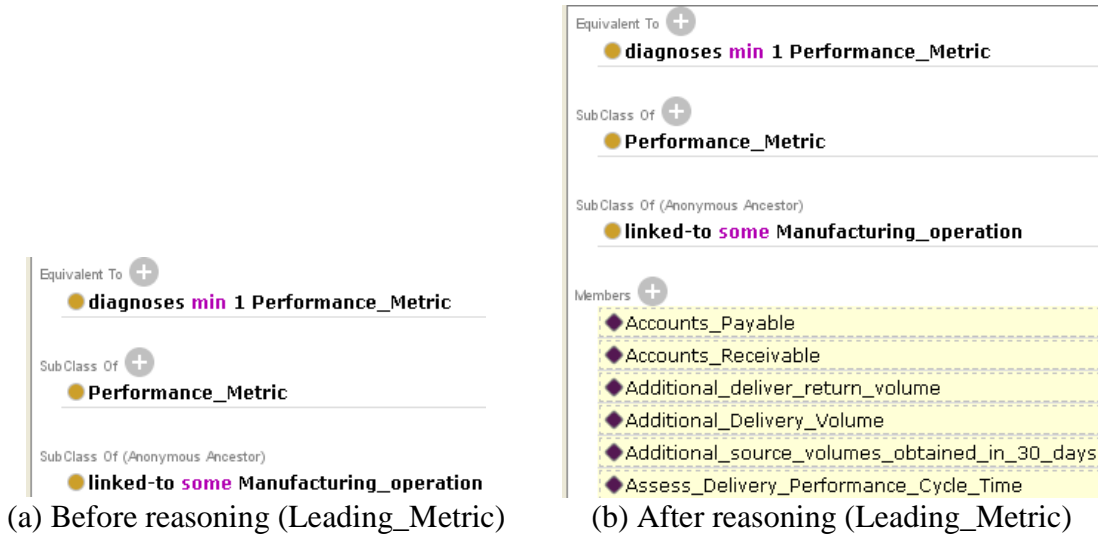 Equivalent To
diagnoses min 1 Performance_Metric
SubClass Of
Performance_Metric
SubClass Of (Anonymous Ancestor)
linked-to some Manufacturing_operation
(a) Before reasoning (Leading_Metric)
Equivalent To
diagnoses min 1 Performance_Metric
SubClass Of
Performance_Metric
SubClass Of (Anonymous Ancestor)
linked-to some Manufacturing_operation
Members
Accounts_Payable
Accounts_Receivable
Additional_deliver_return_volume
Additional_Delivery_Volume
Additional_source_volumes_obtained_in_30_days
Assess_Delivery_Performance_Cycle_Time
(b) After reasoning (Leading_Metric)